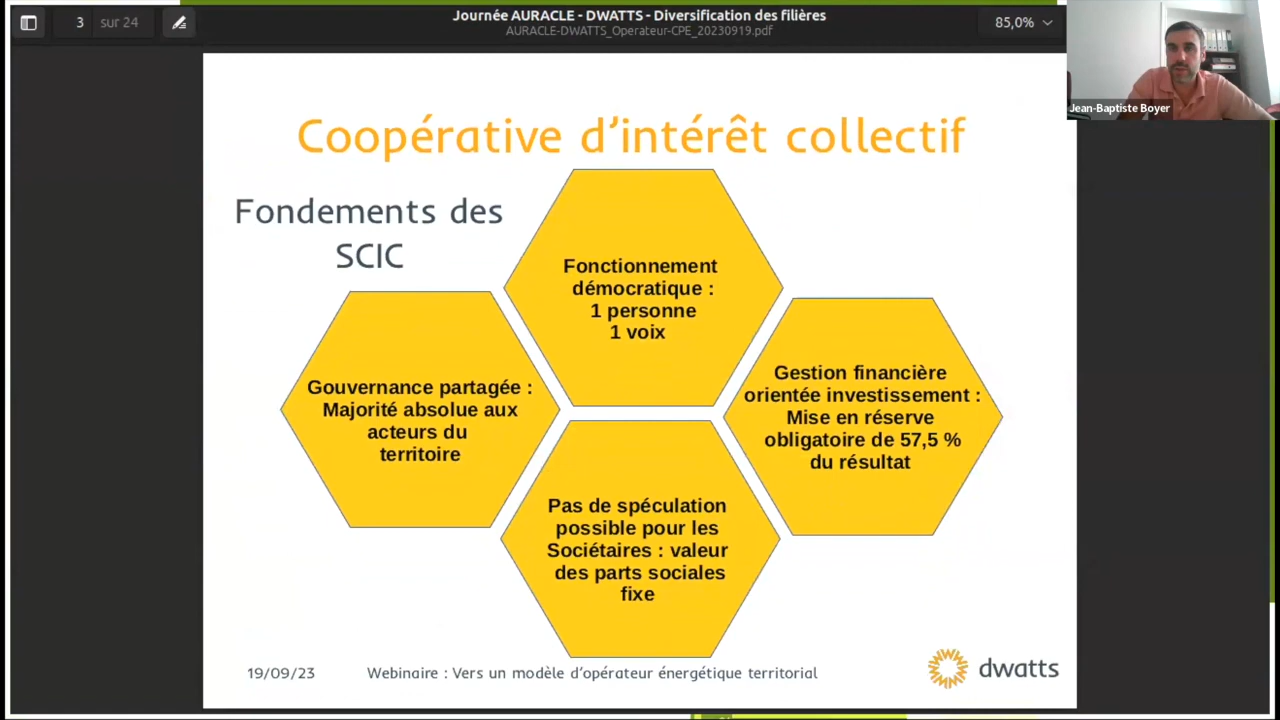 3 sur 24
Journée AURACLE - DWATTS - Diversification des filières
AURACLE-DWATTS_Operateur-CPE_20230919.pdf
85,0%
Jean-Baptiste Boyer
Coopérative d'intérêt collectif
Fondements des
SCIC
Fonctionnement
démocratique :
1 personne
1 voix
Gouvernance partagée :
Majorité absolue aux
acteurs du
territoire
Gestion financière
orientée investissement :
Mise en réserve
obligatoire de 57,5 %
du résultat
Pas de spéculation
possible pour les
Sociétaires : valeur
des parts sociales
fixe
19/09/23
Webinaire : Vers un modèle d'opérateur énergétique territorial
dwatts